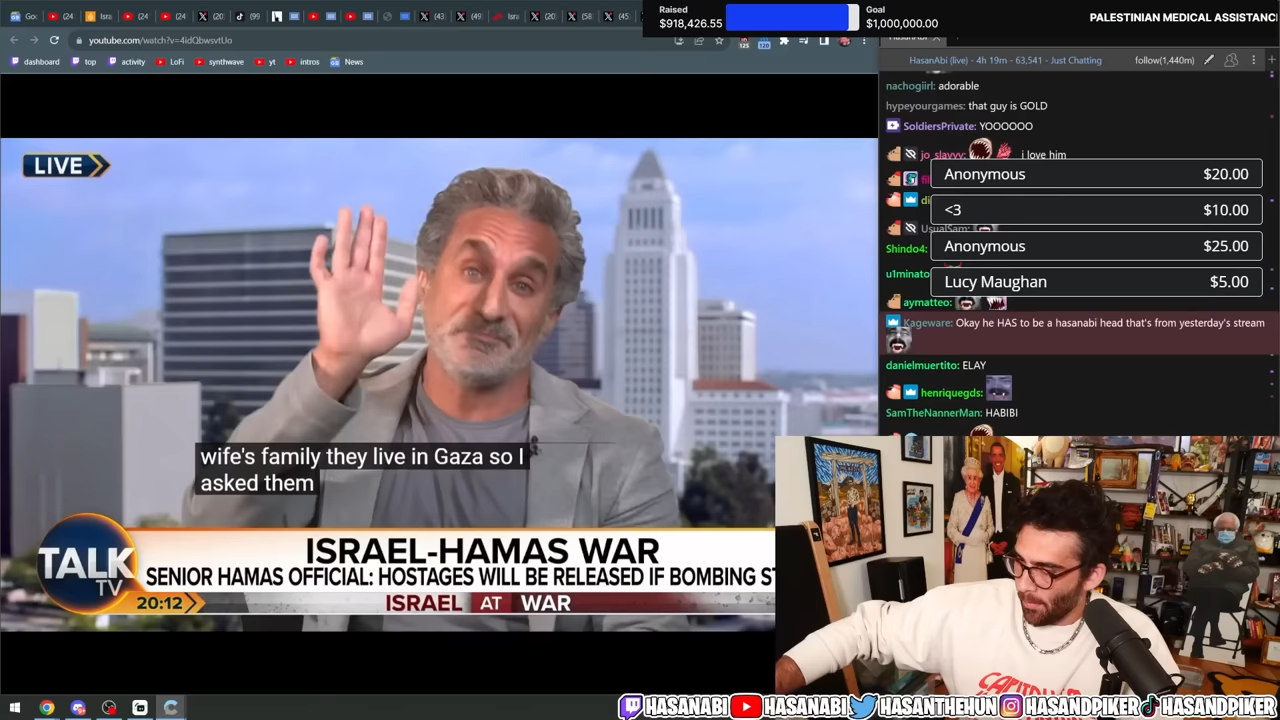 Raised
$918,426.55
Goal
$1,000,000.00
PALESTINIAN MEDICAL ASSISTANC
youtube.com/watch?v=4idQbwsvtUo
dashboard
top
activity
LoFi
synthwave
yt
intros
News
HasanAbi (live) - 4h 19m - 63,541 - Just Chatting
follow(1,440m)
nachogiirl: adorable
hypeyourgames: that guy is GOLD
SoldiersPrivate: YOOOOOO
jo_slavyy: i love him
Anonymous $20.00
<3 $10.00
UsualSam:
Shindo4:
Anonymous $25.00
u1minato
Lucy Maughan $5.00
aymatteo:
Kageware: Okay he HAS to be a hasanabi head that's from yesterday's stream
danielmuertito: ELAY
henriquegds:
SamTheNannerMan: HABIBI
LIVE
wife's family they live in Gaza so I
asked them
TALK
TV
ISRAEL-HAMAS WAR
SENIOR HAMAS OFFICIAL: HOSTAGES WILL BE RELEASED IF BOMBING ST
20:12
ISRAEL AT WAR
HASANABI
HASANABI
HASANTHEHUN
HASANDPIKER
HASANDPIKER